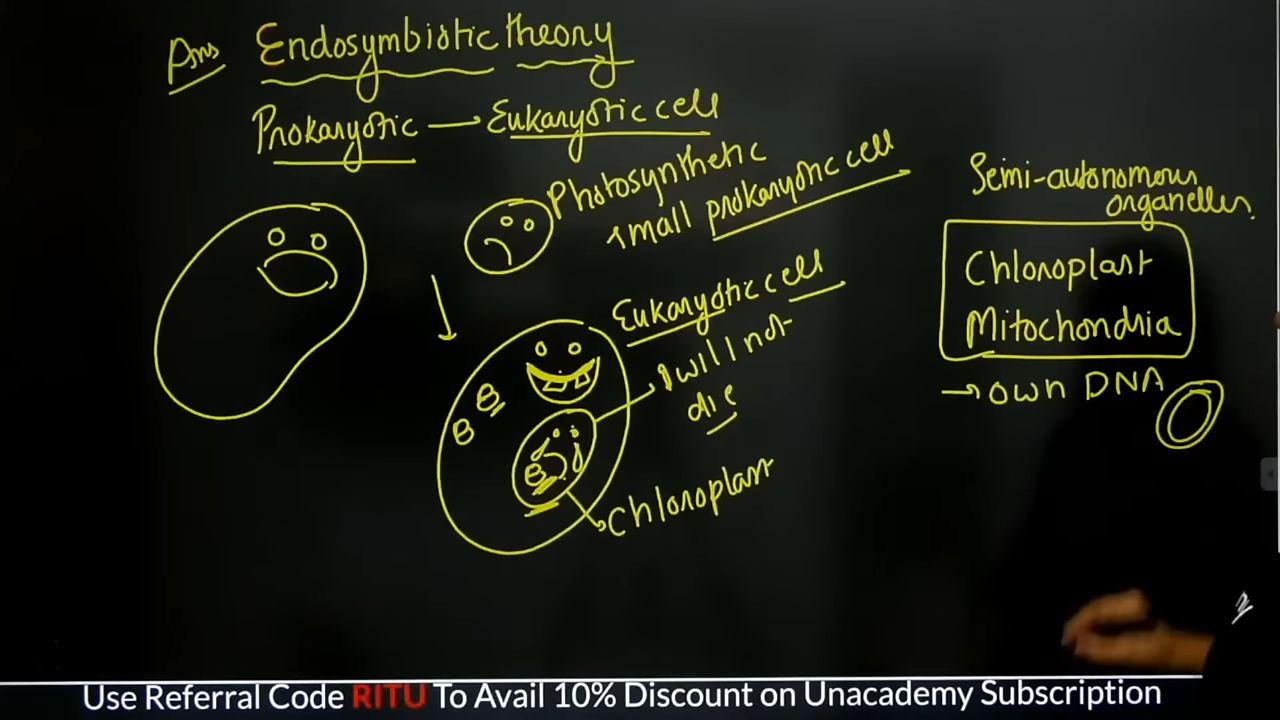 Ans Endosymbiotic theory
Prokaryotic → Eukaryotic cell
Photosynthetic
small prokaryotic cell
Eukaryotic cell
I will not
die
Chloroplast
Semi-autonomous
organelles.
Chloroplast
Mitochondria
→ own DNA
Use Referral Code RITU To Avail 10% Discount on Unacademy Subscription